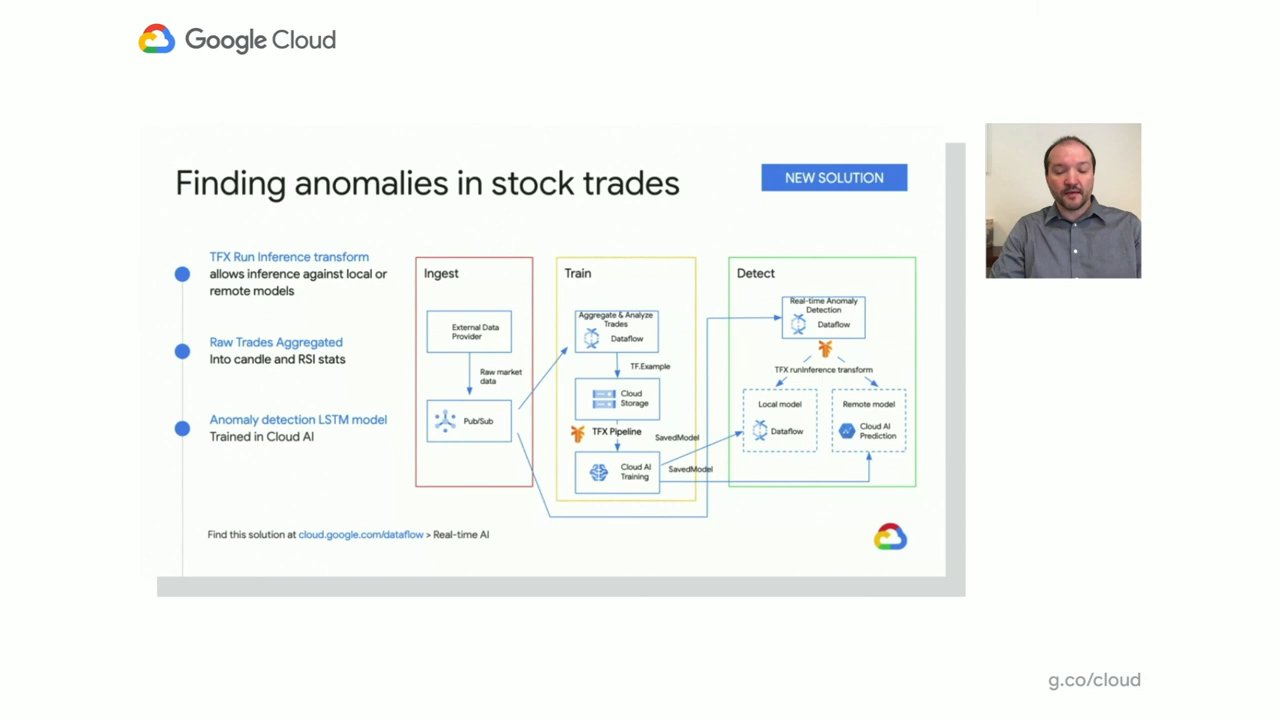 Google Cloud
Finding anomalies in stock trades
NEW SOLUTION
TFX Run Inference transform
allows inference against local or
remote models
Raw Trades Aggregated
Into candle and RSI stats
Anomaly detection LSTM model
Trained in Cloud AI
Ingest
External Data
Provider
Raw market
data
Pub/Sub
Train
Aggregate & Analyze
Trades
Dataflow
TF.Example
Cloud
Storage
TFX Pipeline
SavedModel
Cloud AI
Training
SavedModel
Detect
Real-time Anomaly
Detection
Dataflow
TFX runInference transform
Local model
Dataflow
Remote model
Cloud AI
Prediction
Find this solution at cloud.google.com/dataflow > Real-time AI
g.co/cloud